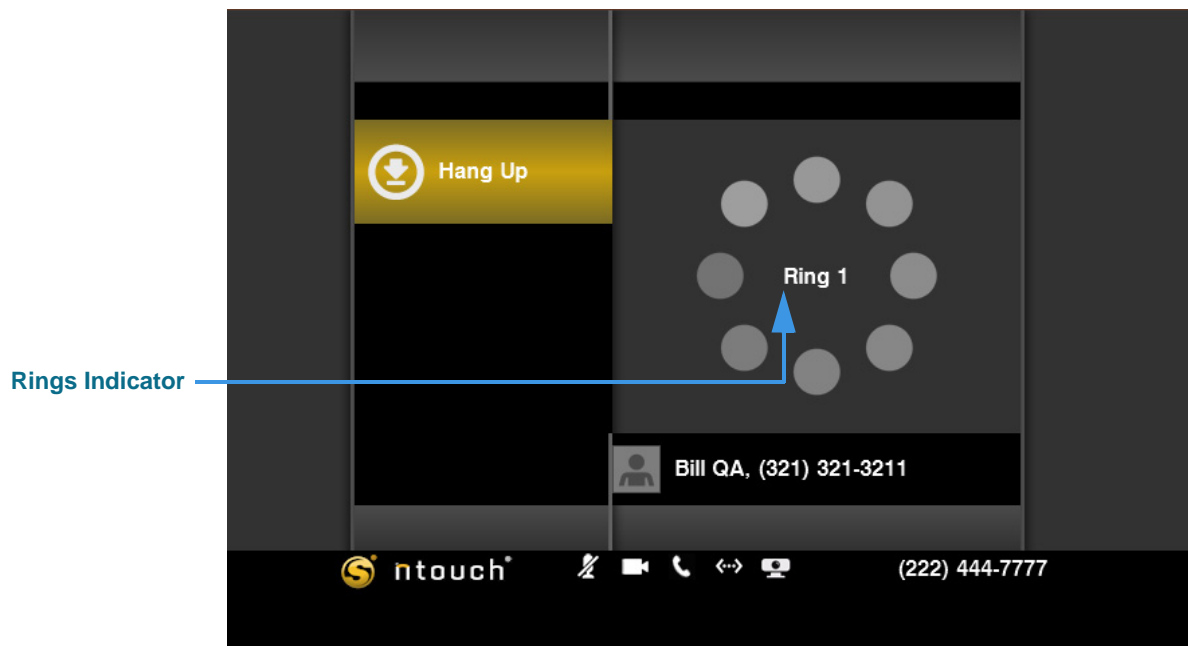 Hang Up
Ring 1
Rings Indicator
Bill QA, (321) 321-3211
ntouch
(222) 444-7777